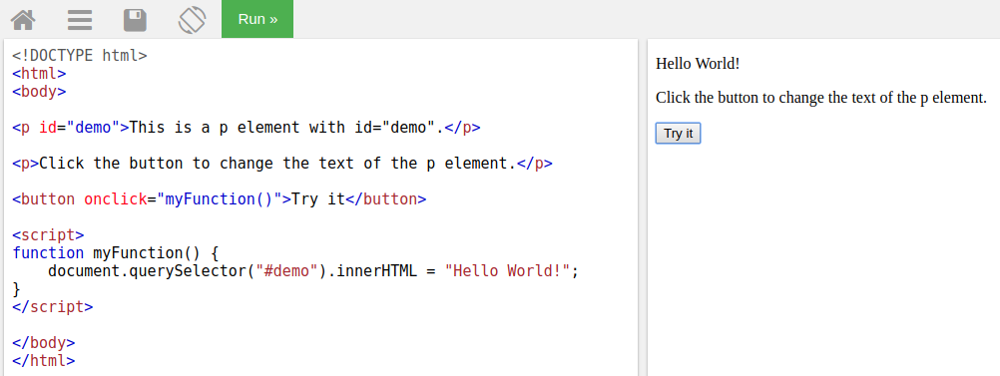 Run »
<!DOCTYPE html>
<html>
<body>
<p id="demo">This is a p element with id="demo".</p>
<p>Click the button to change the text of the p element.</p>
<button onclick="myFunction()">Try it</button>
<script>
function myFunction() {
    document.querySelector("#demo").innerHTML = "Hello World!";
}
</script>
</body>
</html>
Hello World!
Click the button to change the text of the p element.
Try it